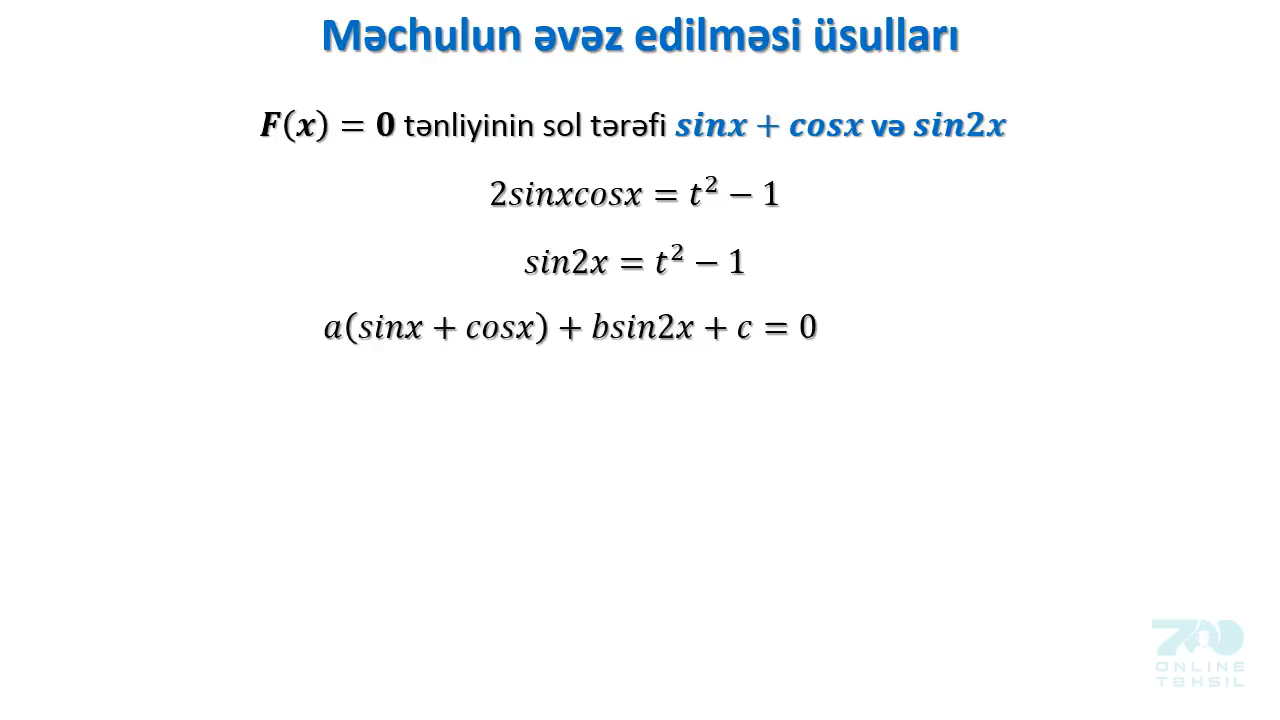 Məchulun əvəz edilməsi üsulları
F(x) = 0 tənliyinin sol tərəfi sinx + cosx və sin2x
2sinxcosx = t² − 1
sin2x = t² − 1
a(sinx + cosx) + bsin2x + c = 0
700
ONLINE
TƏHSİL